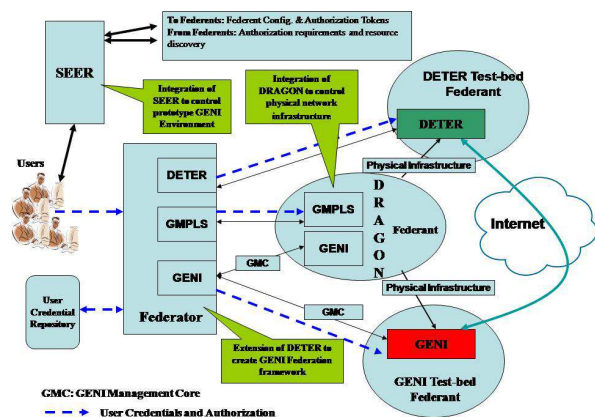 To Federents: Federent Config. & Authorization Tokens
From Federents: Authorization requirements and resource
discovery
SEER
Integration of
SEER to control
prototype GENI
Environment
Integration of
DRAGON to control
physical network
infrastructure
DETER Test-bed
Federant
DETER
Users
DETER
GMPLS
GENI
Federator
Physical Infrastructure
GMPLS
GENI
DRAGON
Federant
Internet
GMC
GMC
Physical Infrastructure
User
Credential
Repository
Extension of DETER to
create GENI Federation
framework
GENI
GENI Test-bed
Federant
GMC: GENI Management Core
User Credentials and Authorization